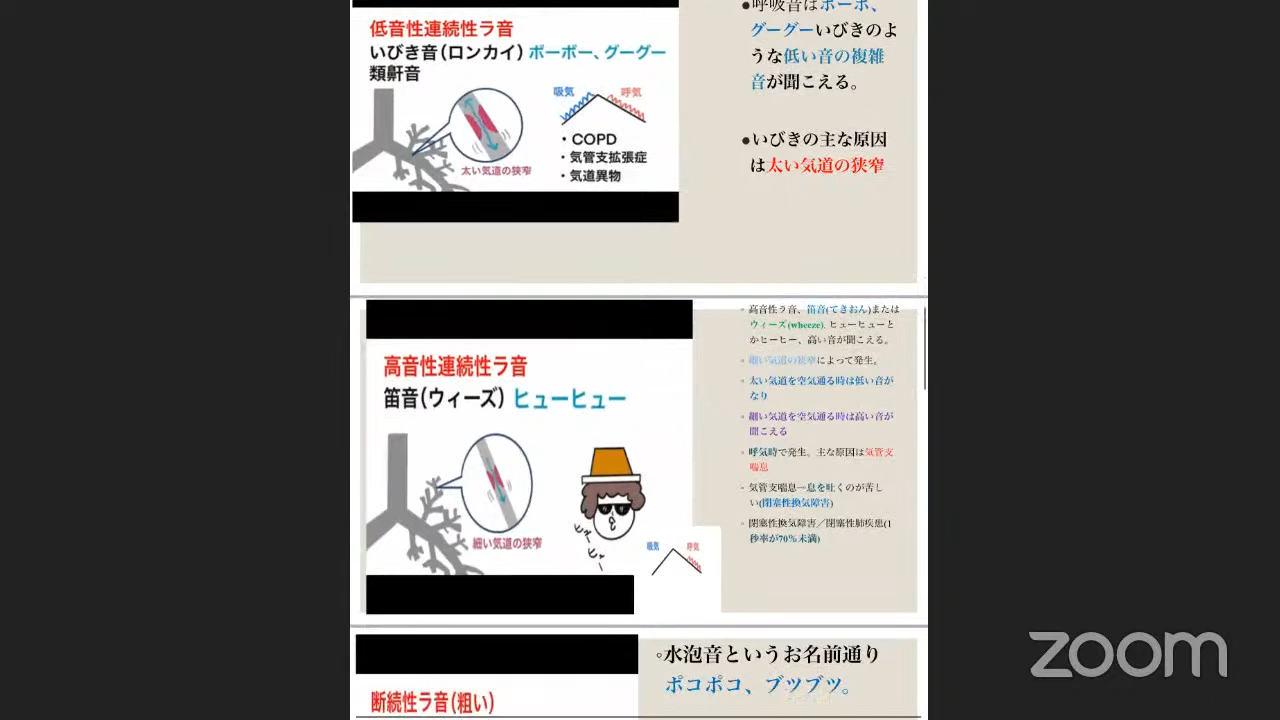 低音性連続性ラ音
いびき音(ロンカイ) ボーボー、グーグー
類鼾音
吸気 呼気
太い気道の狭窄
・COPD
・気管支拡張症
・気道異物
●呼吸音はボーボ、
グーグーいびきのよ
うな低い音の複雑
音が聞こえる。
●いびきの主な原因
は太い気道の狭窄
高音性連続性ラ音
笛音(ウィーズ) ヒューヒュー
細い気道の狭窄
ヒューヒュー
吸気 呼気
高音性ラ音、笛音(てきおん)または
ウィーズ(wheeze). ヒューヒューと
かヒーヒー、高い音が聞こえる。
細い気道の狭窄によって発生。
太い気道を空気通る時は低い音が
なり
細い気道を空気通る時は高い音が
聞こえる
呼気時で発生。主な原因は気管支
喘息
気管支喘息―息を吐くのが苦し
い(閉塞性換気障害)
閉塞性換気障害／閉塞性肺疾患(1
秒率が70％未満)
断続性ラ音(粗い)
◦水泡音というお名前通り
ポコポコ、ブツブツ。
zoom